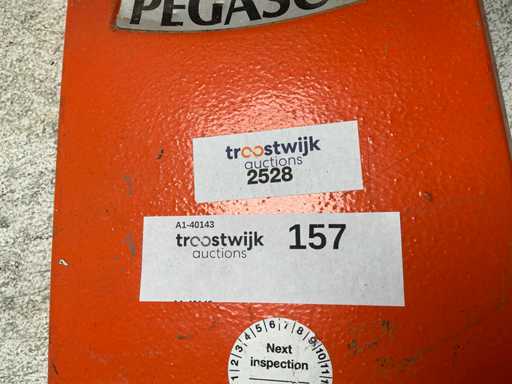 PEGASO
troostwijk
auctions
2528
A1-40143
troostwijk 157
auctions
1 2 3 4 5 6 7 8 9 10 11
Next
inspection